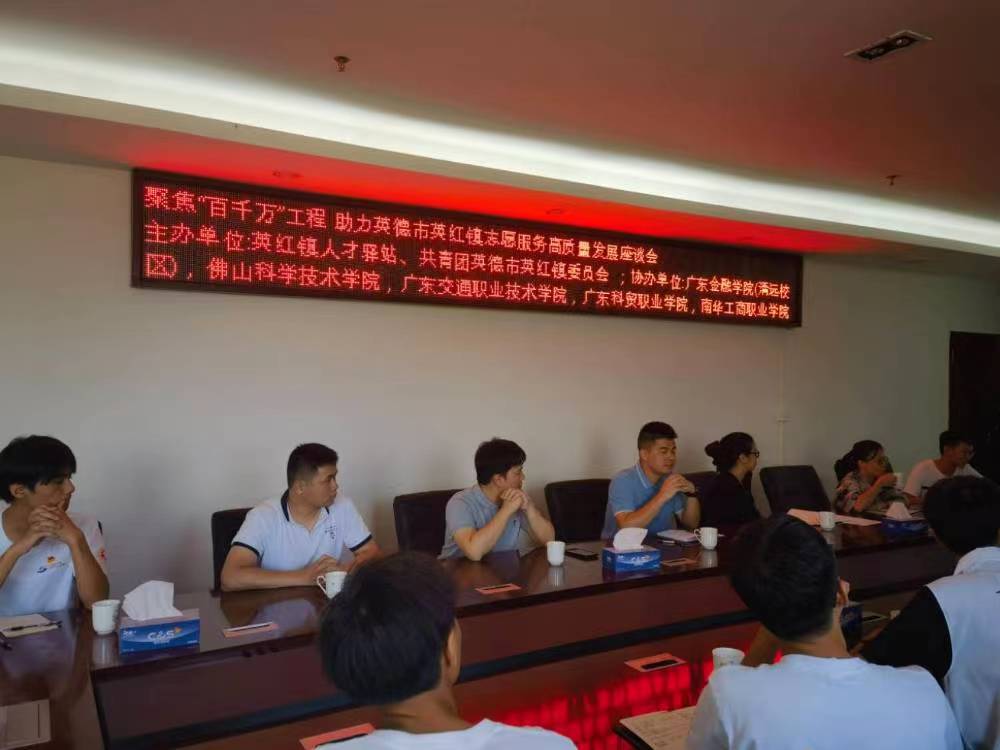 聚焦“百千万”工程 助力英德市英红镇志愿服务高质量发展座谈会
主办单位:英红镇人才驿站、共青团英德市英红镇委员会 ；协办单位:广东金融学院(清远校
区)，佛山科学技术学院，广东交通职业技术学院，广东科贸职业学院，南华工商职业学院
C&S